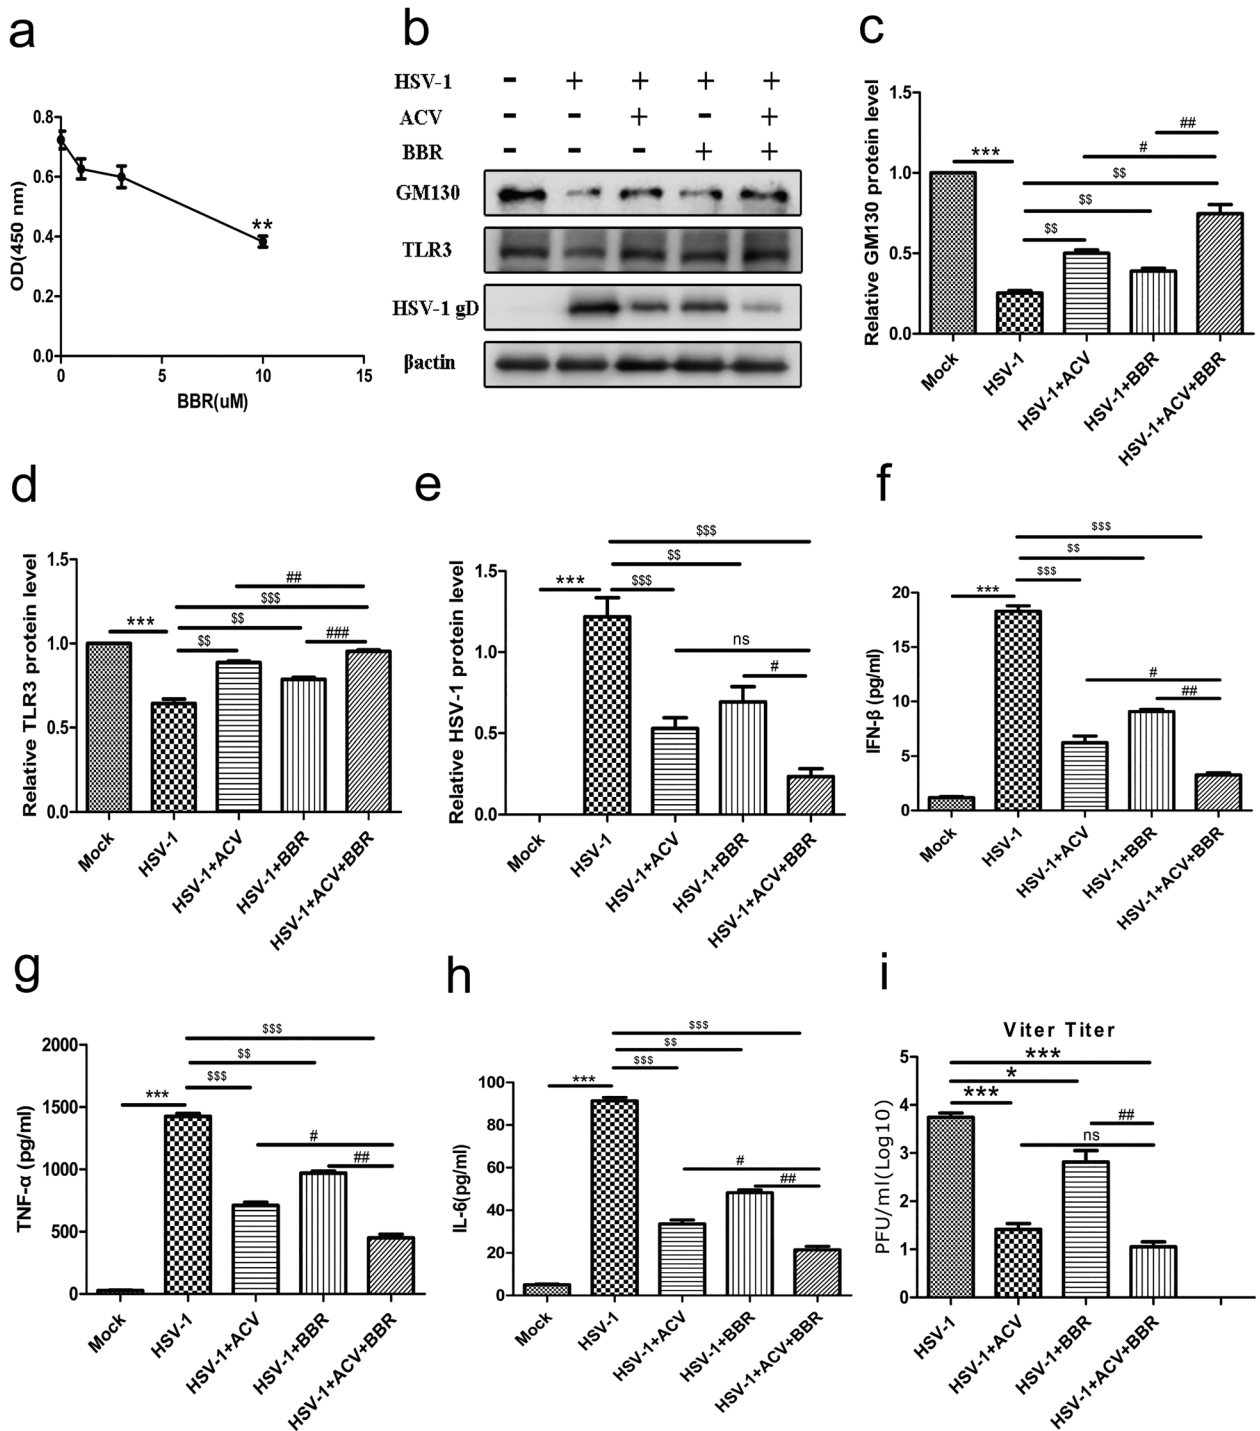 a
0.8
0.6
0.4
0.2
0.0
OD(450 nm)
**
0 5 10 15
BBR(uM)
b
HSV-1 - + + + +
ACV - - + - +
BBR - - - + +
GM130
TLR3
HSV-1 gD
βactin
c
1.5
1.0
0.5
0.0
Relative GM130 protein level
##
#
***
$$
$$
$$
Mock
HSV-1
HSV-1+ACV
HSV-1+BBR
HSV-1+ACV+BBR
d
1.5
1.0
0.5
0.0
Relative TLR3 protein level
##
$$$
***
$$
###
$$
Mock
HSV-1
HSV-1+ACV
HSV-1+BBR
HSV-1+ACV+BBR
e
1.5
1.0
0.5
0.0
Relative HSV-1 protein level
$$$
$$
***
$$$
ns
#
Mock
HSV-1
HSV-1+ACV
HSV-1+BBR
HSV-1+ACV+BBR
f
20
15
10
5
0
IFN-β (pg/ml)
$$$
$$
$$$
***
#
##
Mock
HSV-1
HSV-1+ACV
HSV-1+BBR
HSV-1+ACV+BBR
g
2000
1500
1000
500
0
TNF-α (pg/ml)
$$$
$$
$$$
***
#
##
Mock
HSV-1
HSV-1+ACV
HSV-1+BBR
HSV-1+ACV+BBR
h
100
80
60
40
20
0
IL-6(pg/ml)
$$$
$$
$$$
***
#
##
Mock
HSV-1
HSV-1+ACV
HSV-1+BBR
HSV-1+ACV+BBR
i
Viter Titer
5
4
3
2
1
0
PFU/ml(Log10)
***
*
***
##
ns
HSV-1
HSV-1+ACV
HSV-1+BBR
HSV-1+ACV+BBR